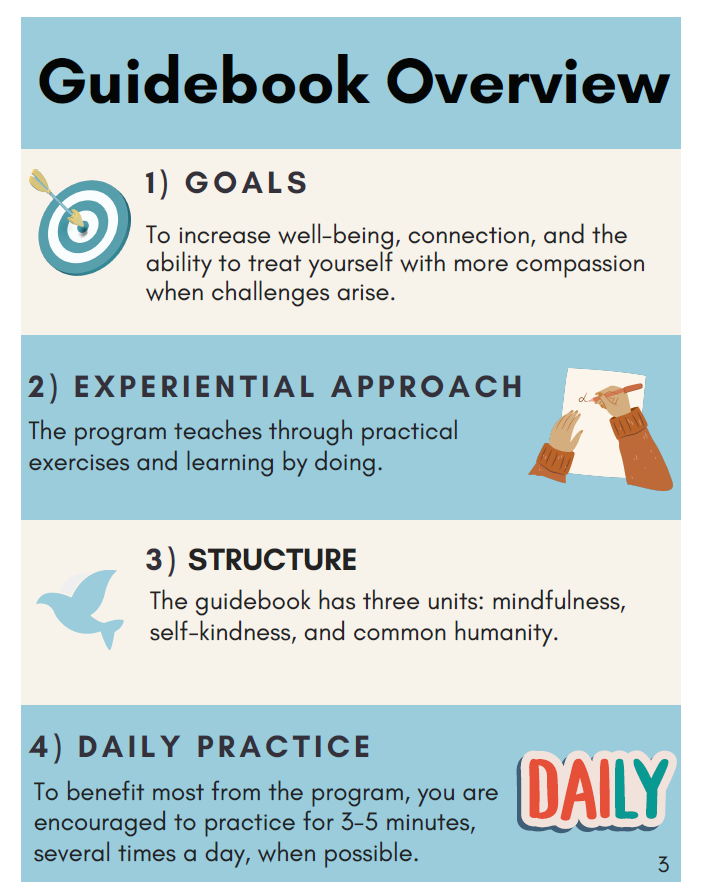 Guidebook Overview
1) GOALS
To increase well-being, connection, and the
ability to treat yourself with more compassion
when challenges arise.
2) EXPERIENTIAL APPROACH
The program teaches through practical
exercises and learning by doing.
3) STRUCTURE
The guidebook has three units: mindfulness,
self-kindness, and common humanity.
4) DAILY PRACTICE
To benefit most from the program, you are
encouraged to practice for 3-5 minutes,
several times a day, when possible.
DAILY
3